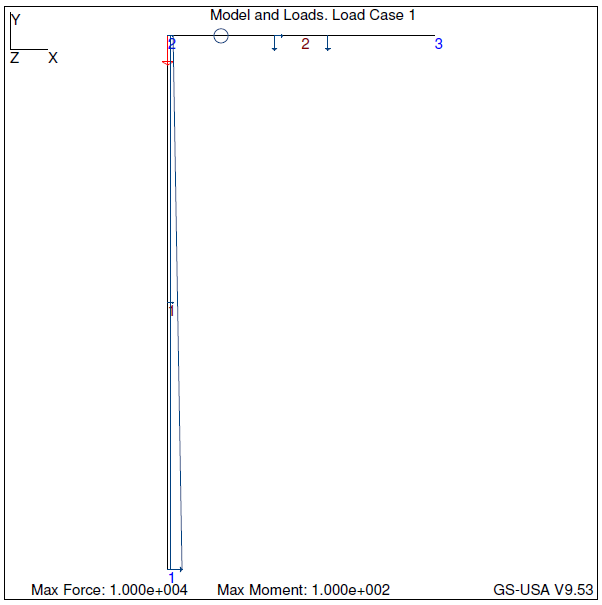 Model and Loads. Load Case 1
Y
Z X
2 2 3
1
1
Max Force: 1.000e+004 Max Moment: 1.000e+002 GS-USA V9.53